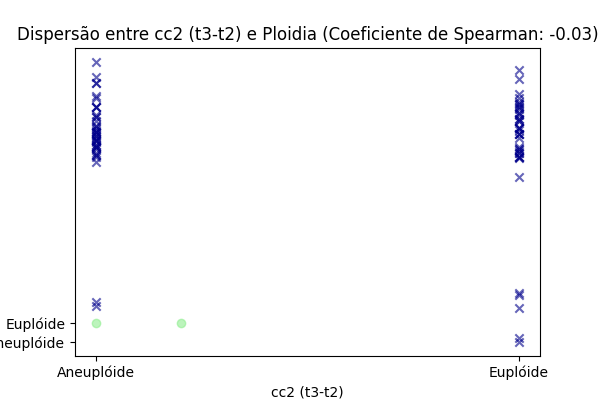 Dispersão entre cc2 (t3-t2) e Ploidia (Coeficiente de Spearman: -0.03)
Euplóide
neuplóide
Aneuplóide Euplóide
cc2 (t3-t2)